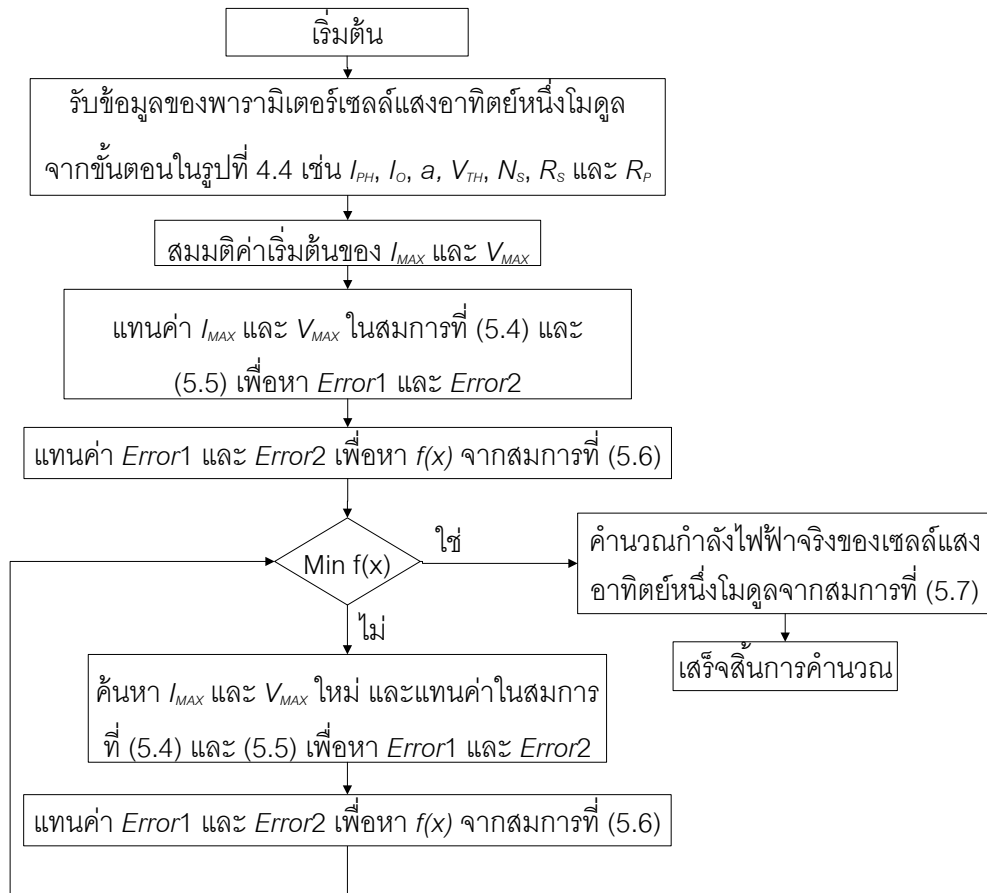 เริ่มต้น
รับข้อมูลของพารามิเตอร์เซลล์แสงอาทิตย์หนึ่งโมดูล
จากขั้นตอนในรูปที่ 4.4 เช่น I_PH, I_O, a, V_TH, N_S, R_S และ R_P
สมมติค่าเริ่มต้นของ I_MAX และ V_MAX
แทนค่า I_MAX และ V_MAX ในสมการที่ (5.4) และ
(5.5) เพื่อหา Error1 และ Error2
แทนค่า Error1 และ Error2 เพื่อหา f(x) จากสมการที่ (5.6)
Min f(x)
ใช่
คำนวณกำลังไฟฟ้าจริงของเซลล์แสง
อาทิตย์หนึ่งโมดูลจากสมการที่ (5.7)
เสร็จสิ้นการคำนวณ
ไม่
ค้นหา I_MAX และ V_MAX ใหม่ และแทนค่าในสมการ
ที่ (5.4) และ (5.5) เพื่อหา Error1 และ Error2
แทนค่า Error1 และ Error2 เพื่อหา f(x) จากสมการที่ (5.6)